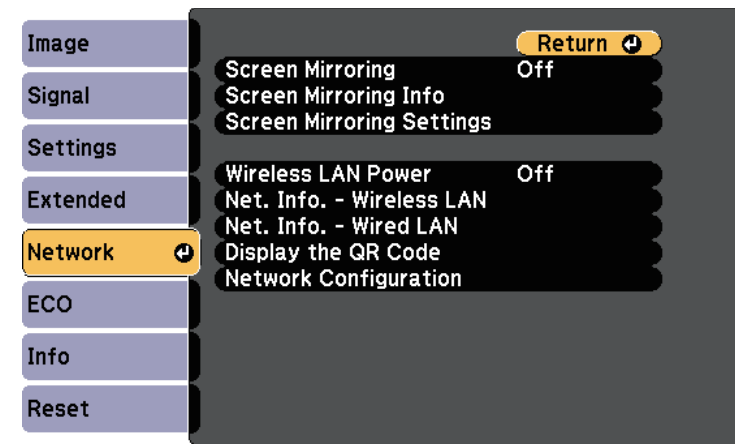 Image
Signal
Settings
Extended
Network
ECO
Info
Reset
Return
Screen Mirroring Off
Screen Mirroring Info
Screen Mirroring Settings
Wireless LAN Power Off
Net. Info. - Wireless LAN
Net. Info. - Wired LAN
Display the QR Code
Network Configuration